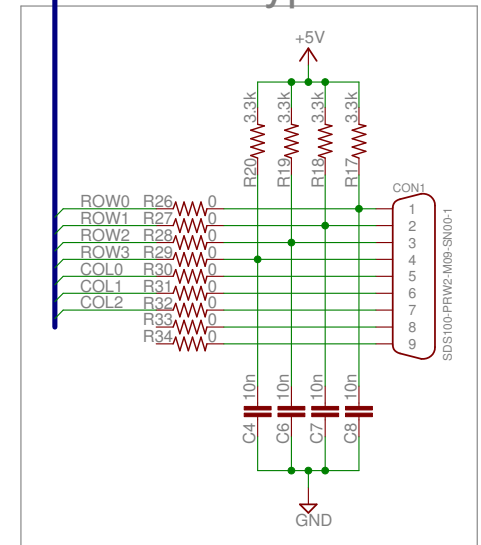 +5V
3.3k
3.3k
3.3k
3.3k
R20
R19
R18
R17
CON1
ROW0 R26 0 1
ROW1 R27 0 2
ROW2 R28 0 3
ROW3 R29 0 4
COL0 R30 0 5
COL1 R31 0 6
COL2 R32 0 7
R33 0 8
R34 0 9
SDS100-PRW2-M09-SN00-1
10n
10n
10n
10n
C4
C6
C7
C8
GND